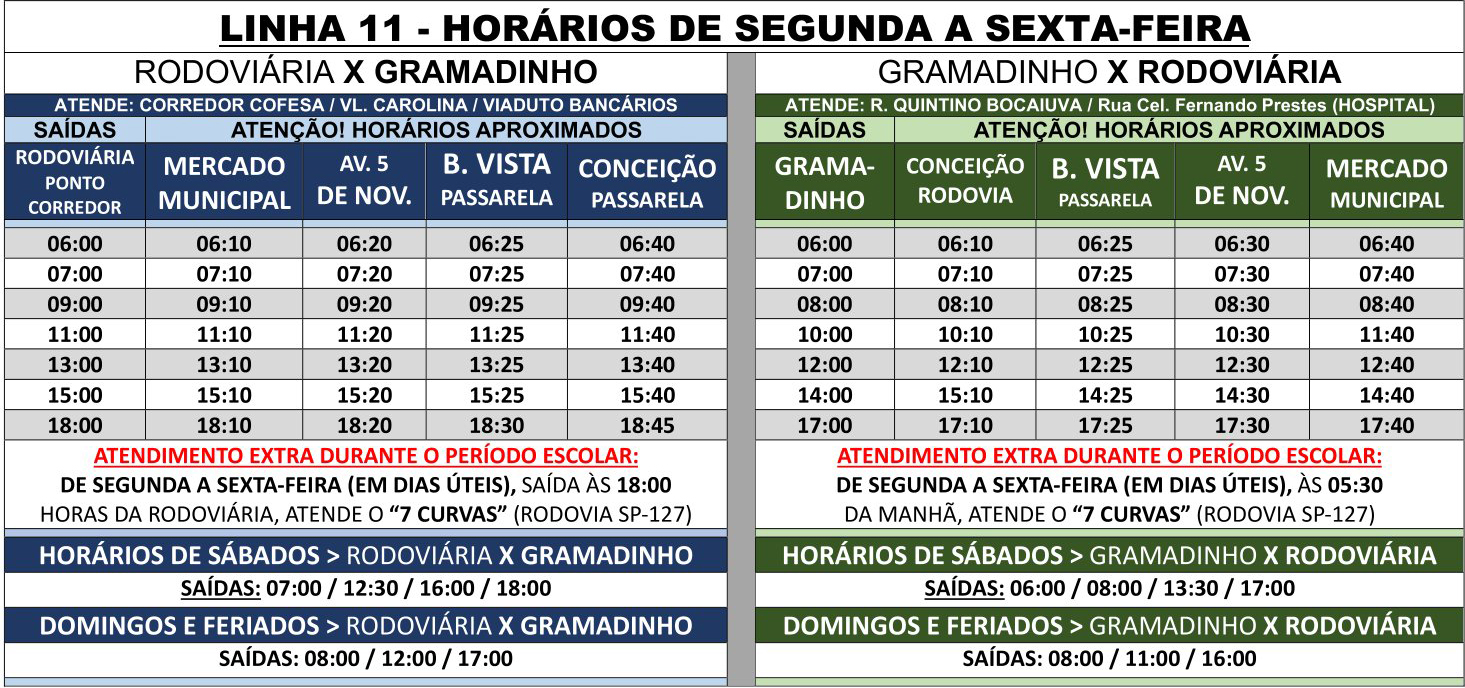 LINHA 11 - HORÁRIOS DE SEGUNDA A SEXTA-FEIRA
RODOVIÁRIA X GRAMADINHO
ATENDE: CORREDOR COFESA / VL. CAROLINA / VIADUTO BANCÁRIOS
SAÍDAS ATENÇÃO! HORÁRIOS APROXIMADOS
RODOVIÁRIA PONTO CORREDOR MERCADO MUNICIPAL AV. 5 DE NOV. B. VISTA PASSARELA CONCEIÇÃO PASSARELA
06:00 06:10 06:20 06:25 06:40
07:00 07:10 07:20 07:25 07:40
09:00 09:10 09:20 09:25 09:40
11:00 11:10 11:20 11:25 11:40
13:00 13:10 13:20 13:25 13:40
15:00 15:10 15:20 15:25 15:40
18:00 18:10 18:20 18:30 18:45
ATENDIMENTO EXTRA DURANTE O PERÍODO ESCOLAR:
DE SEGUNDA A SEXTA-FEIRA (EM DIAS ÚTEIS), SAÍDA ÀS 18:00
HORAS DA RODOVIÁRIA, ATENDE O “7 CURVAS” (RODOVIA SP-127)
HORÁRIOS DE SÁBADOS > RODOVIÁRIA X GRAMADINHO
SAÍDAS: 07:00 / 12:30 / 16:00 / 18:00
DOMINGOS E FERIADOS > RODOVIÁRIA X GRAMADINHO
SAÍDAS: 08:00 / 12:00 / 17:00
GRAMADINHO X RODOVIÁRIA
ATENDE: R. QUINTINO BOCAIUVA / Rua Cel. Fernando Prestes (HOSPITAL)
SAÍDAS ATENÇÃO! HORÁRIOS APROXIMADOS
GRAMA-DINHO CONCEIÇÃO RODOVIA B. VISTA PASSARELA AV. 5 DE NOV. MERCADO MUNICIPAL
06:00 06:10 06:25 06:30 06:40
07:00 07:10 07:25 07:30 07:40
08:00 08:10 08:25 08:30 08:40
10:00 10:10 10:25 10:30 11:40
12:00 12:10 12:25 12:30 12:40
14:00 15:10 14:25 14:30 14:40
17:00 17:10 17:25 17:30 17:40
ATENDIMENTO EXTRA DURANTE O PERÍODO ESCOLAR:
DE SEGUNDA A SEXTA-FEIRA (EM DIAS ÚTEIS), ÀS 05:30
DA MANHÃ, ATENDE O “7 CURVAS” (RODOVIA SP-127)
HORÁRIOS DE SÁBADOS > GRAMADINHO X RODOVIÁRIA
SAÍDAS: 06:00 / 08:00 / 13:30 / 17:00
DOMINGOS E FERIADOS > GRAMADINHO X RODOVIÁRIA
SAÍDAS: 08:00 / 11:00 / 16:00